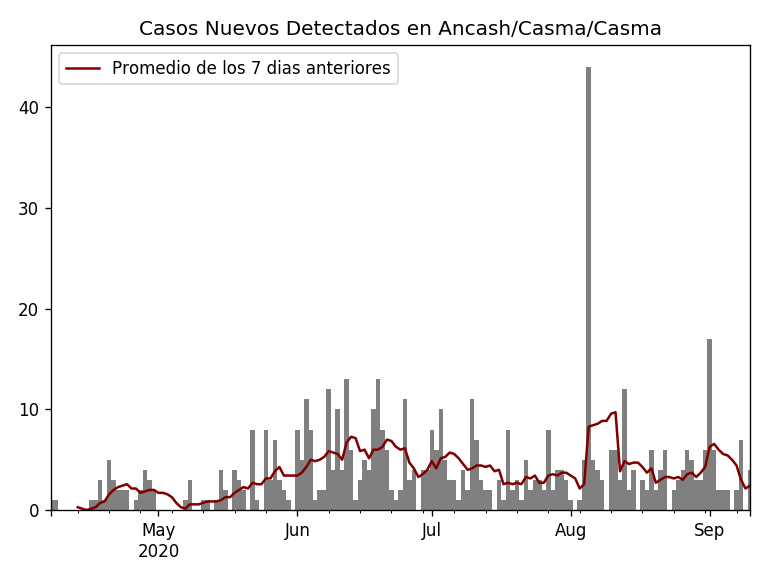 Casos Nuevos Detectados en Ancash/Casma/Casma
Promedio de los 7 dias anteriores
40
30
20
10
0
May
2020
Jun
Jul
Aug
Sep